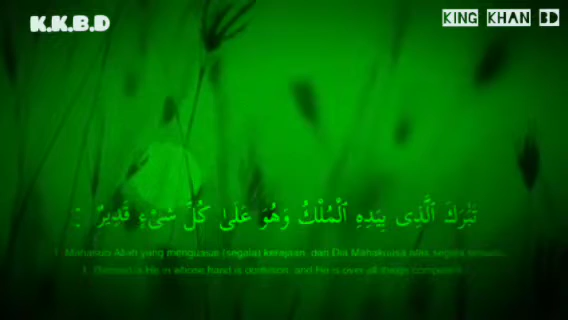 K.K.B.D
KING KHAN BD
تَبَٰرَكَ ٱلَّذِى بِيَدِهِ ٱلْمُلْكُ وَهُوَ عَلَىٰ كُلِّ شَىْءٍ قَدِيرٌ
1. Mahasuci Allah yang menguasai (segala) kerajaan, dan Dia Mahakuasa atas segala sesuatu.
1. Blessed is He in whose hand is dominion, and He is over all things competent